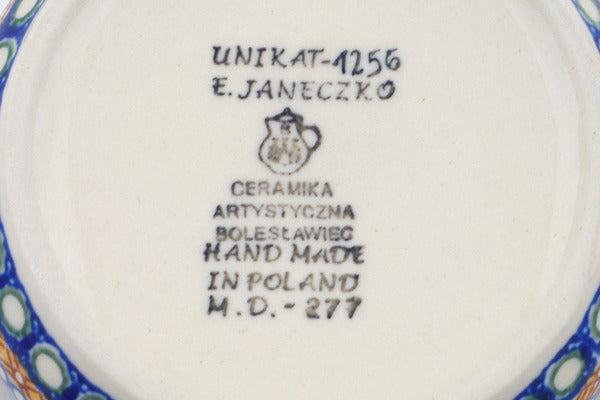 UNIKAT-1256
E. JANECZKO
CERAMIKA
ARTYSTYCZNA
BOLESŁAWIEC
HAND MADE
IN POLAND
M.D.-277